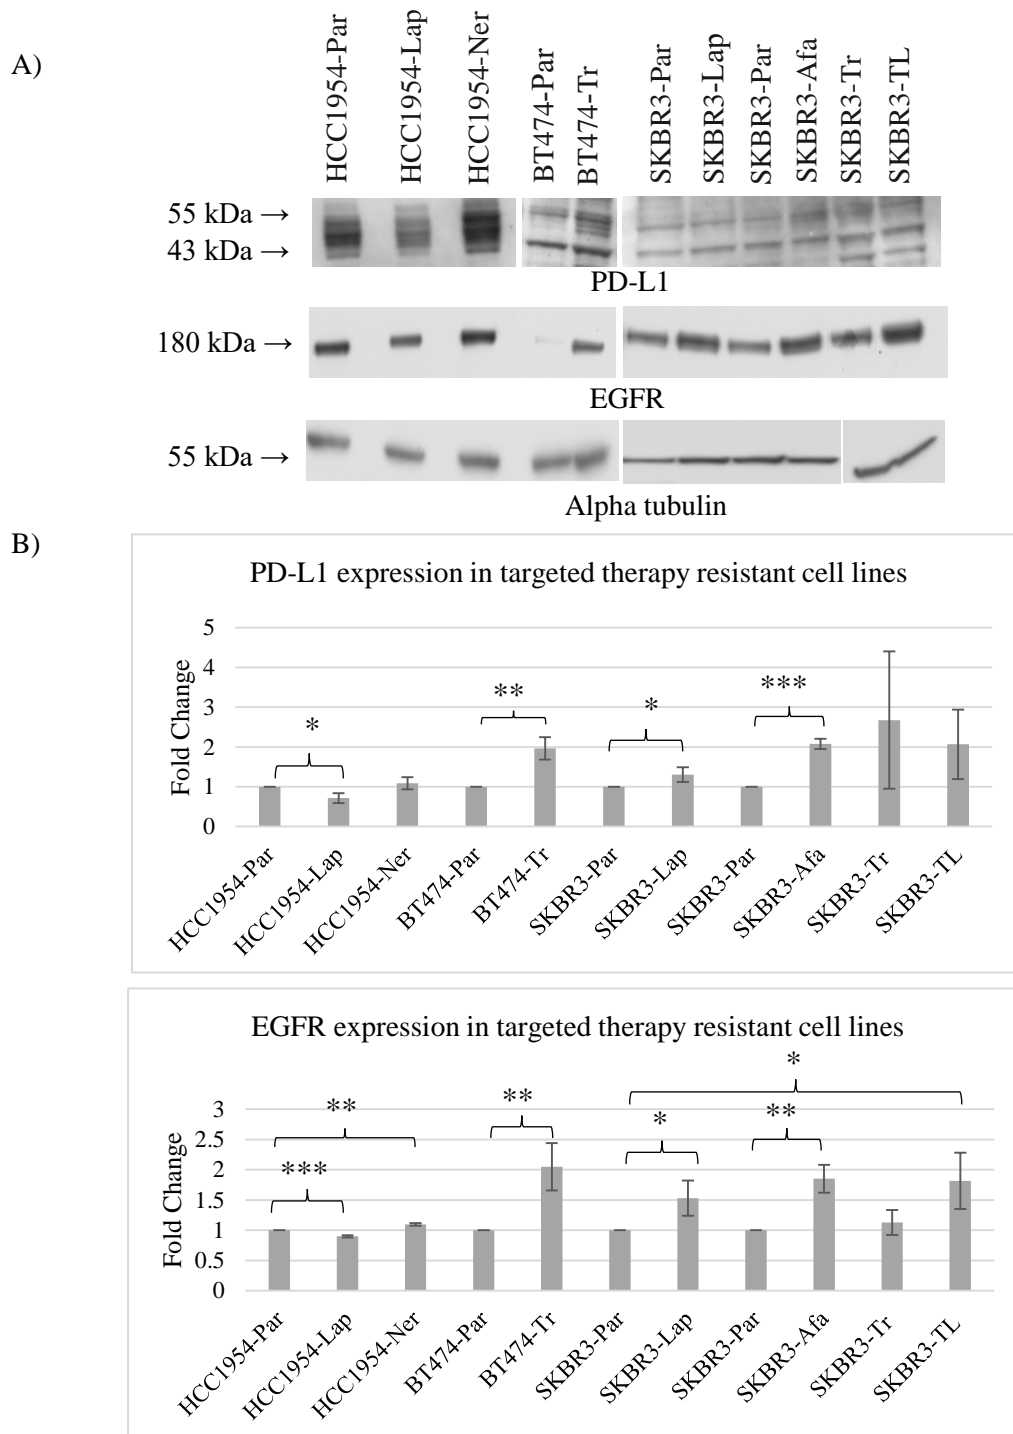 A)
HCC1954-Par
HCC1954-Lap
HCC1954-Ner
BT474-Par
BT474-Tr
SKBR3-Par
SKBR3-Lap
SKBR3-Par
SKBR3-Afa
SKBR3-Tr
SKBR3-TL
55 kDa →
43 kDa →
PD-L1
180 kDa →
EGFR
55 kDa →
Alpha tubulin
B)
PD-L1 expression in targeted therapy resistant cell lines
Fold Change
5
4
3
2
1
0
*
**
*
***
HCC1954-Par
HCC1954-Lap
HCC1954-Ner
BT474-Par
BT474-Tr
SKBR3-Par
SKBR3-Lap
SKBR3-Par
SKBR3-Afa
SKBR3-Tr
SKBR3-TL
EGFR expression in targeted therapy resistant cell lines
Fold Change
3
2.5
2
1.5
1
0.5
0
***
**
**
*
**
*
HCC1954-Par
HCC1954-Lap
HCC1954-Ner
BT474-Par
BT474-Tr
SKBR3-Par
SKBR3-Lap
SKBR3-Par
SKBR3-Afa
SKBR3-Tr
SKBR3-TL